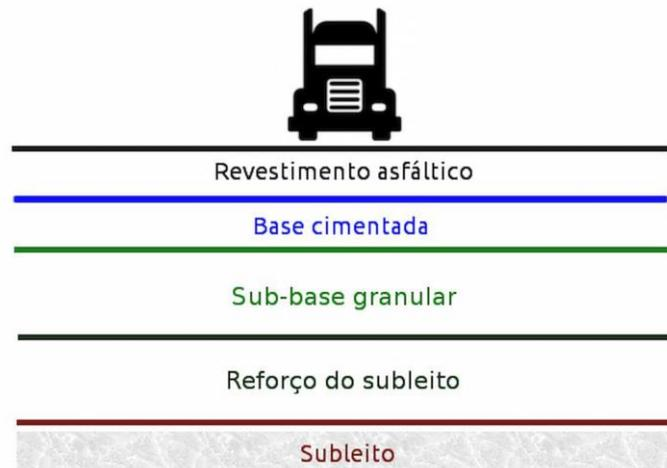 Revestimento asfáltico
Base cimentada
Sub-base granular
Reforço do subleito
Subleito